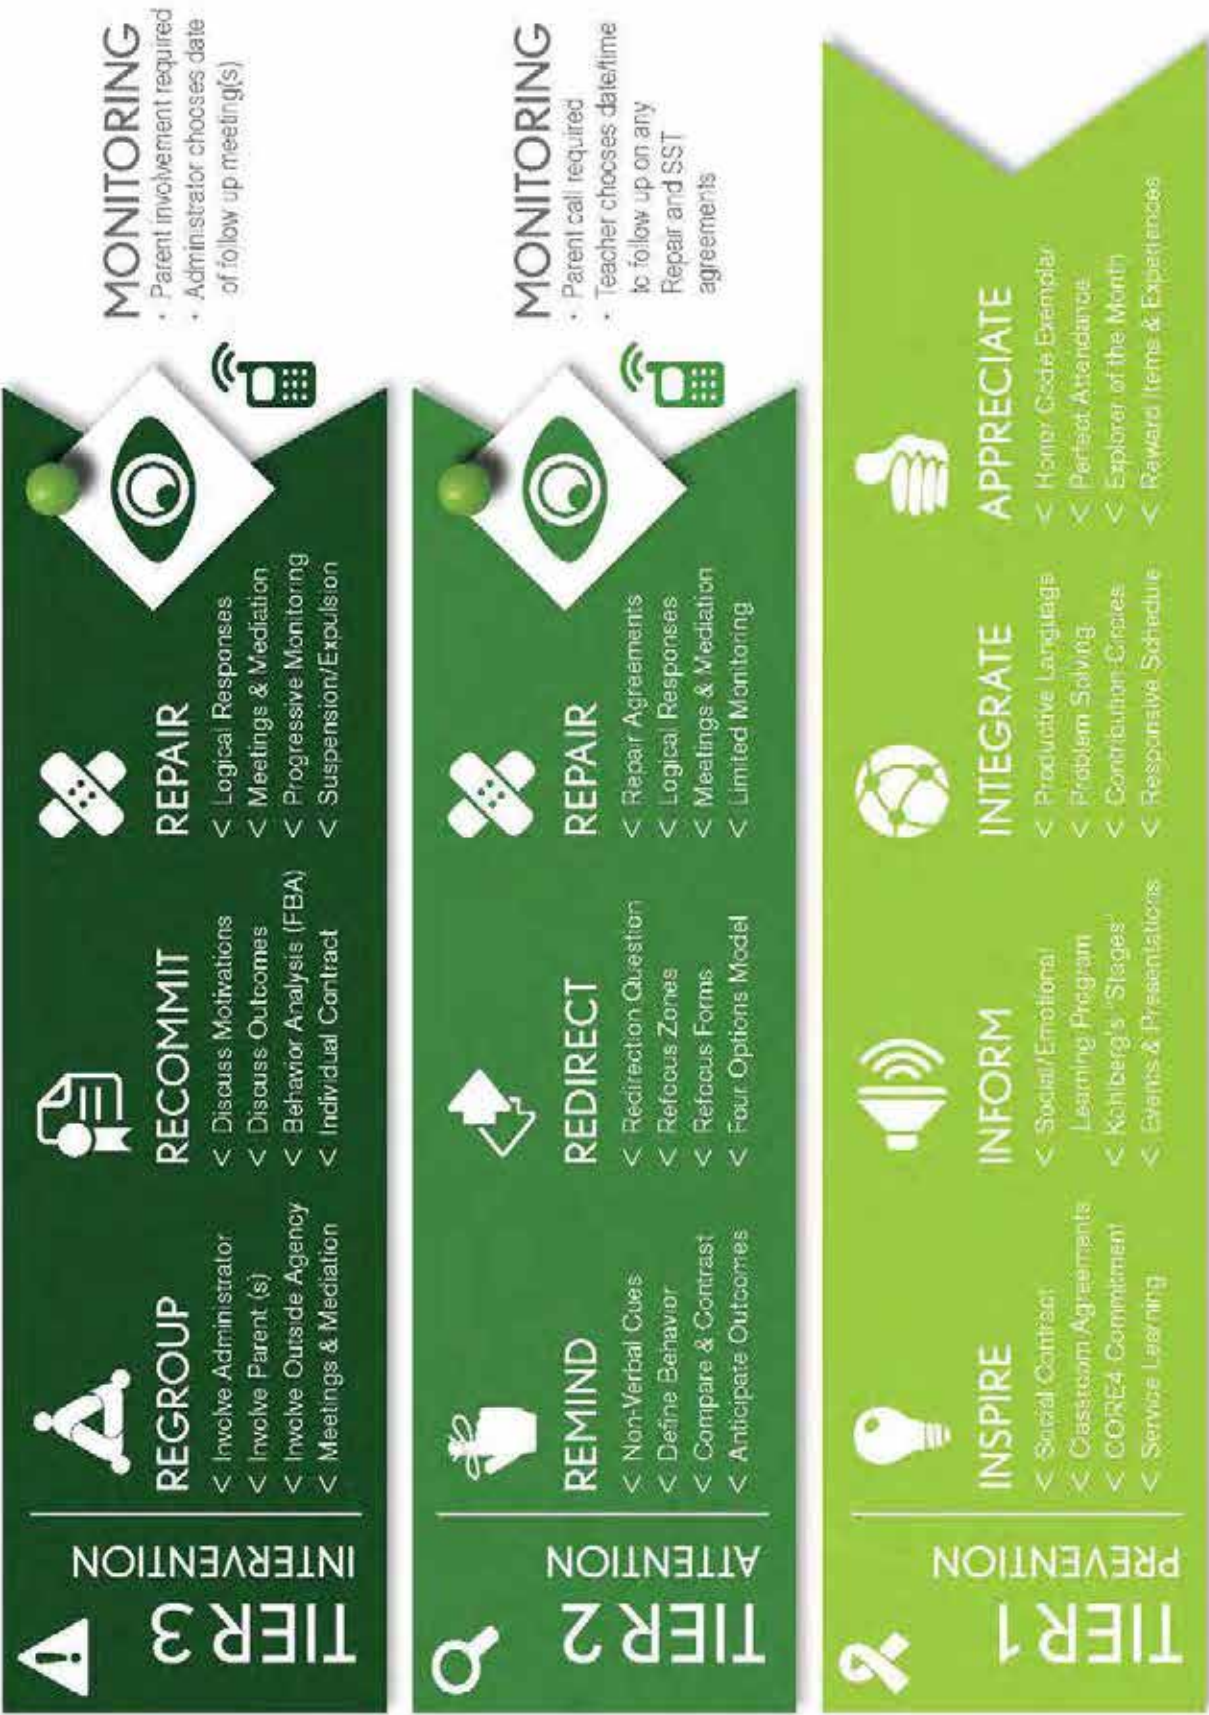 TIER 3
INTERVENTION
REGROUP
< Involve Administrator
< Involve Parent (s)
< Involve Outside Agency
< Meetings & Mediation
RECOMMIT
< Discuss Motivations
< Discuss Outcomes
< Behavior Analysis (FBA)
< Individual Contract
REPAIR
< Logical Responses
< Meetings & Mediation
< Progressive Monitoring
< Suspension/Expulsion
MONITORING
• Parent involvement required
• Administrator chooses date
of follow up meeting(s)
TIER 2
ATTENTION
REMIND
< Non-Verbal Cues
< Define Behavior
< Compare & Contrast
< Anticipate Outcomes
REDIRECT
< Redirection Question
< Refocus Zones
< Refocus Forms
< Four Options Model
REPAIR
< Repair Agreements
< Logical Responses
< Meetings & Mediation
< Limited Monitoring
MONITORING
• Parent call required
• Teacher chooses date/time
to follow up on any
Repair and SST
agreements
TIER 1
PREVENTION
INSPIRE
< Social Contract
< Classroom Agreements
< CORE4 Commitment
< Service Learning
INFORM
< Social/Emotional
Learning Program
< Kohlberg's "Stages"
< Events & Presentations
INTEGRATE
< Productive Language
< Problem Solving
< Contribution Circles
< Responsive Schedule
APPRECIATE
< Honor Code Exemplar
< Perfect Attendance
< Explorer of the Month
< Reward Items & Experiences